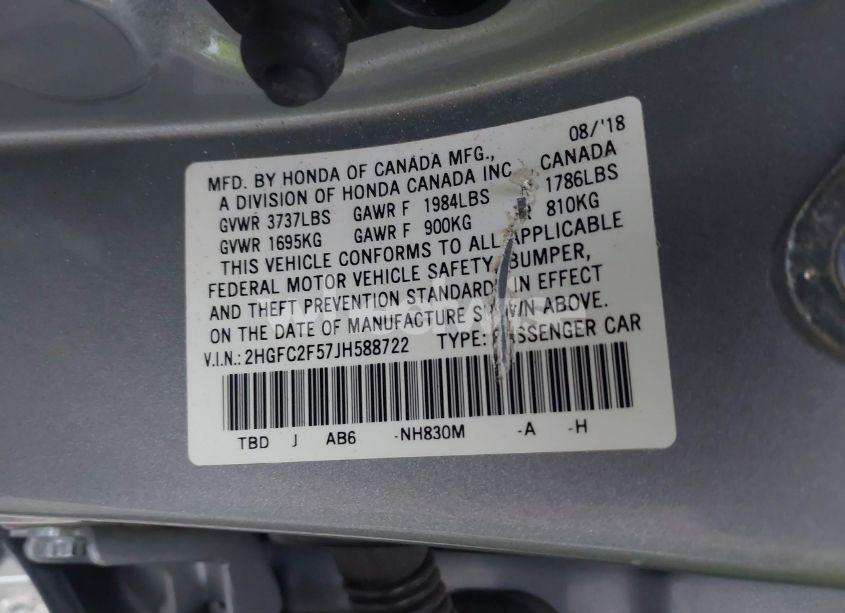 08/'18
MFD. BY HONDA OF CANADA MFG.,
A DIVISION OF HONDA CANADA INC CANADA
GVWR 3737LBS GAWR F 1984LBS 1786LBS
GVWR 1695KG GAWR F 900KG 810KG
THIS VEHICLE CONFORMS TO ALL APPLICABLE
FEDERAL MOTOR VEHICLE SAFETY, BUMPER,
AND THEFT PREVENTION STANDARDS IN EFFECT
ON THE DATE OF MANUFACTURE SHOWN ABOVE.
V.I.N.: 2HGFC2F57JH588722 TYPE: PASSENGER CAR
TBD J AB6 -NH830M -A -H